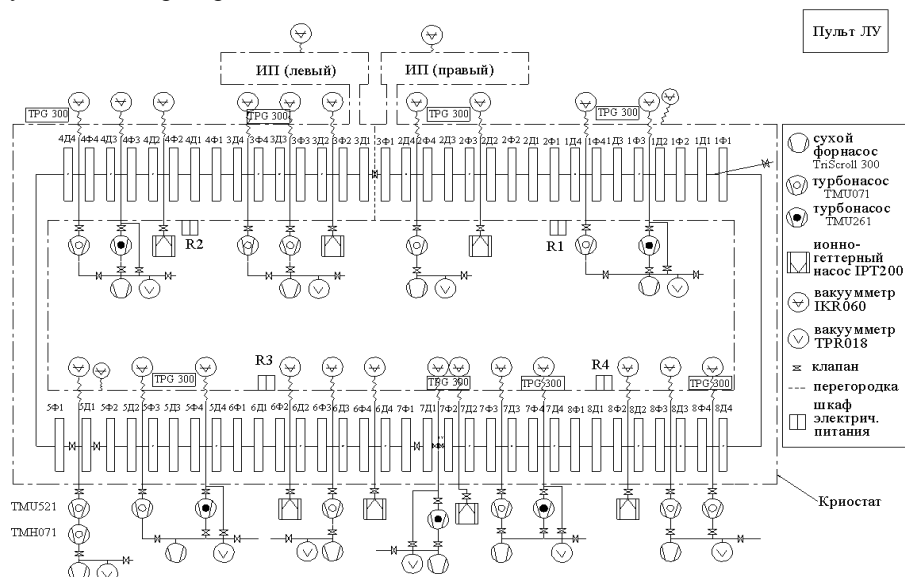 Пульт ЛУ
ИП (левый) ИП (правый)
TPG 300 TPG 300 TPG 300 TPG 300
4Д4 4Ф4 4Д3 4Ф3 4Д2 4Ф2 4Д1 4Ф1 3Д4 3Ф4 3Д3 3Ф3 3Д2 3Ф2 3Д1 3Ф1 2Д4 2Ф4 2Д3 2Ф3 2Д2 2Ф2 2Д1 2Ф1 1Д4 1Ф4 1Д3 1Ф3 1Д2 1Ф2 1Д1 1Ф1
R2 R1
R3 R4
TPG 300 TPG 300 TPG 300 TPG 300
5Ф1 5Д1 5Ф2 5Д2 5Ф3 5Д3 5Ф4 5Д4 6Ф1 6Д1 6Ф2 6Д2 6Ф3 6Д3 6Ф4 6Д4 7Ф1 7Д1 7Ф2 7Д2 7Ф3 7Д3 7Ф4 7Д4 8Ф1 8Д1 8Ф2 8Д2 8Ф3 8Д3 8Ф4 8Д4
TMU521
TMH071
Криостат
сухой
форнасос
TriScroll 300
турбонасос
TMU071
турбонасос
TMU261
ионно-
геттерный
насос IPT200
вакуумметр
IKR060
вакуумметр
TPR018
клапан
перегородка
шкаф
электрич.
питания